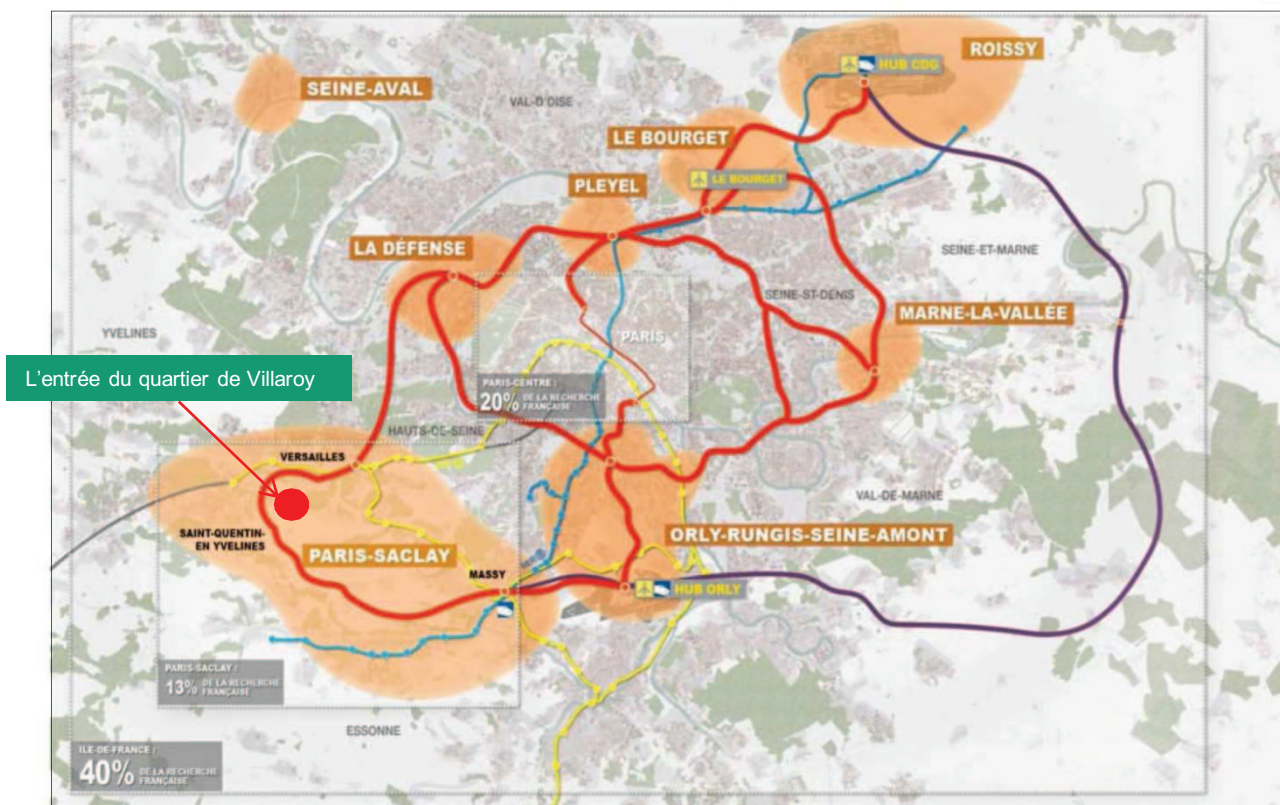 ROISSY
HUB CDG
SEINE-AVAL
VAL-D'OISE
LE BOURGET
LE BOURGET
PLEYEL
LA DÉFENSE
SEINE-ET-MARNE
SEINE-ST-DENIS
MARNE-LA-VALLÉE
YVELINES
PARIS
L'entrée du quartier de Villaroy
PARIS-CENTRE :
20% DE LA RECHERCHE
FRANÇAISE
HAUTS-DE-SEINE
VERSAILLES
VAL-DE-MARNE
SAINT-QUENTIN-
EN YVELINES
PARIS-SACLAY
ORLY-RUNGIS-SEINE-AMONT
MASSY
HUB ORLY
PARIS-SACLAY :
13% DE LA RECHERCHE
FRANÇAISE
ESSONNE
ILE-DE-FRANCE :
40% DE LA RECHERCHE
FRANÇAISE